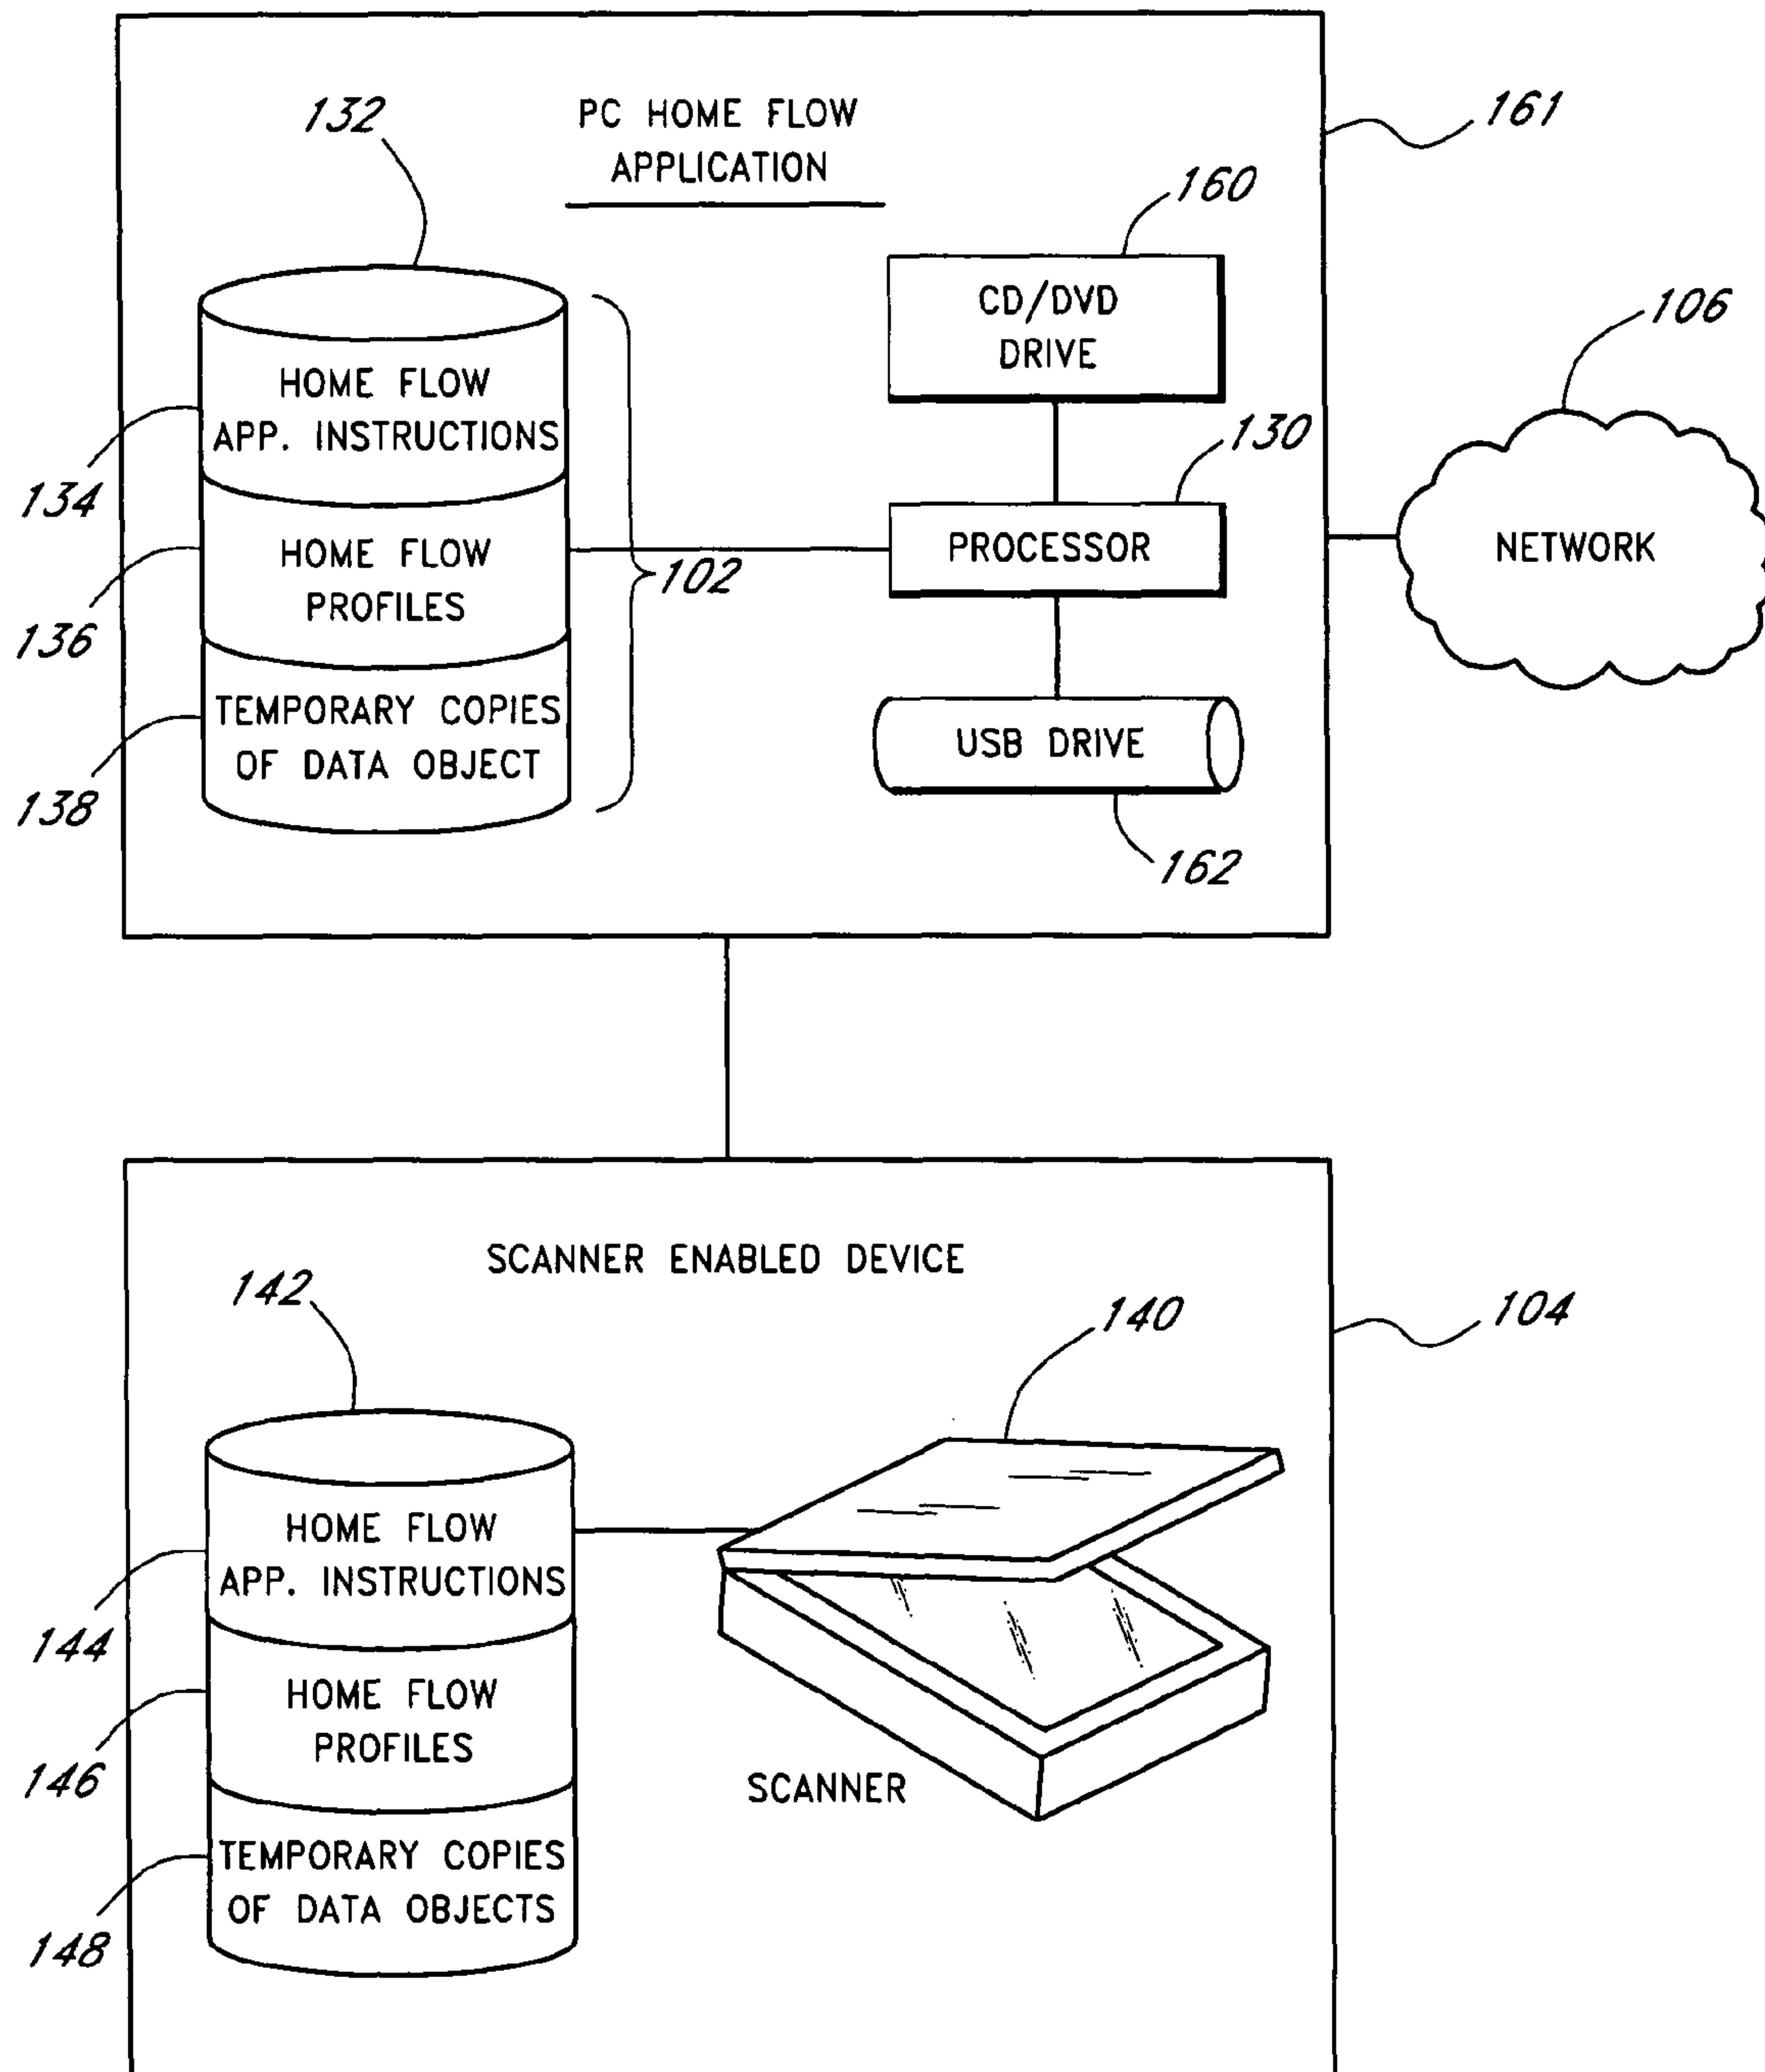 PC HOME FLOW
APPLICATION
132
161
160
CD/DVD
DRIVE
106
HOME FLOW
APP. INSTRUCTIONS
134
130
PROCESSOR
NETWORK
HOME FLOW
PROFILES
102
136
TEMPORARY COPIES
OF DATA OBJECT
138
USB DRIVE
162
SCANNER ENABLED DEVICE
142
140
104
HOME FLOW
APP. INSTRUCTIONS
144
HOME FLOW
PROFILES
146
SCANNER
TEMPORARY COPIES
OF DATA OBJECTS
148